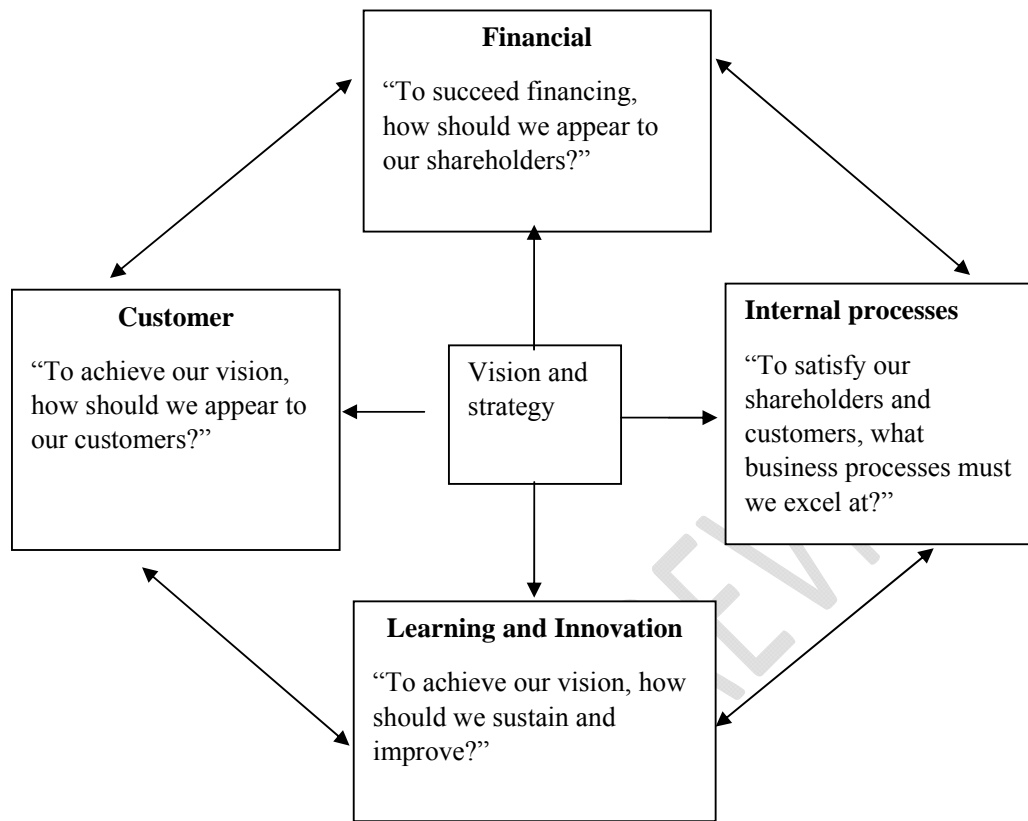 Financial
“To succeed financing,
how should we appear to
our shareholders?”
Customer
“To achieve our vision,
how should we appear to
our customers?”
Vision and
strategy
Internal processes
“To satisfy our
shareholders and
customers, what
business processes must
we excel at?”
Learning and Innovation
“To achieve our vision, how
should we sustain and
improve?”